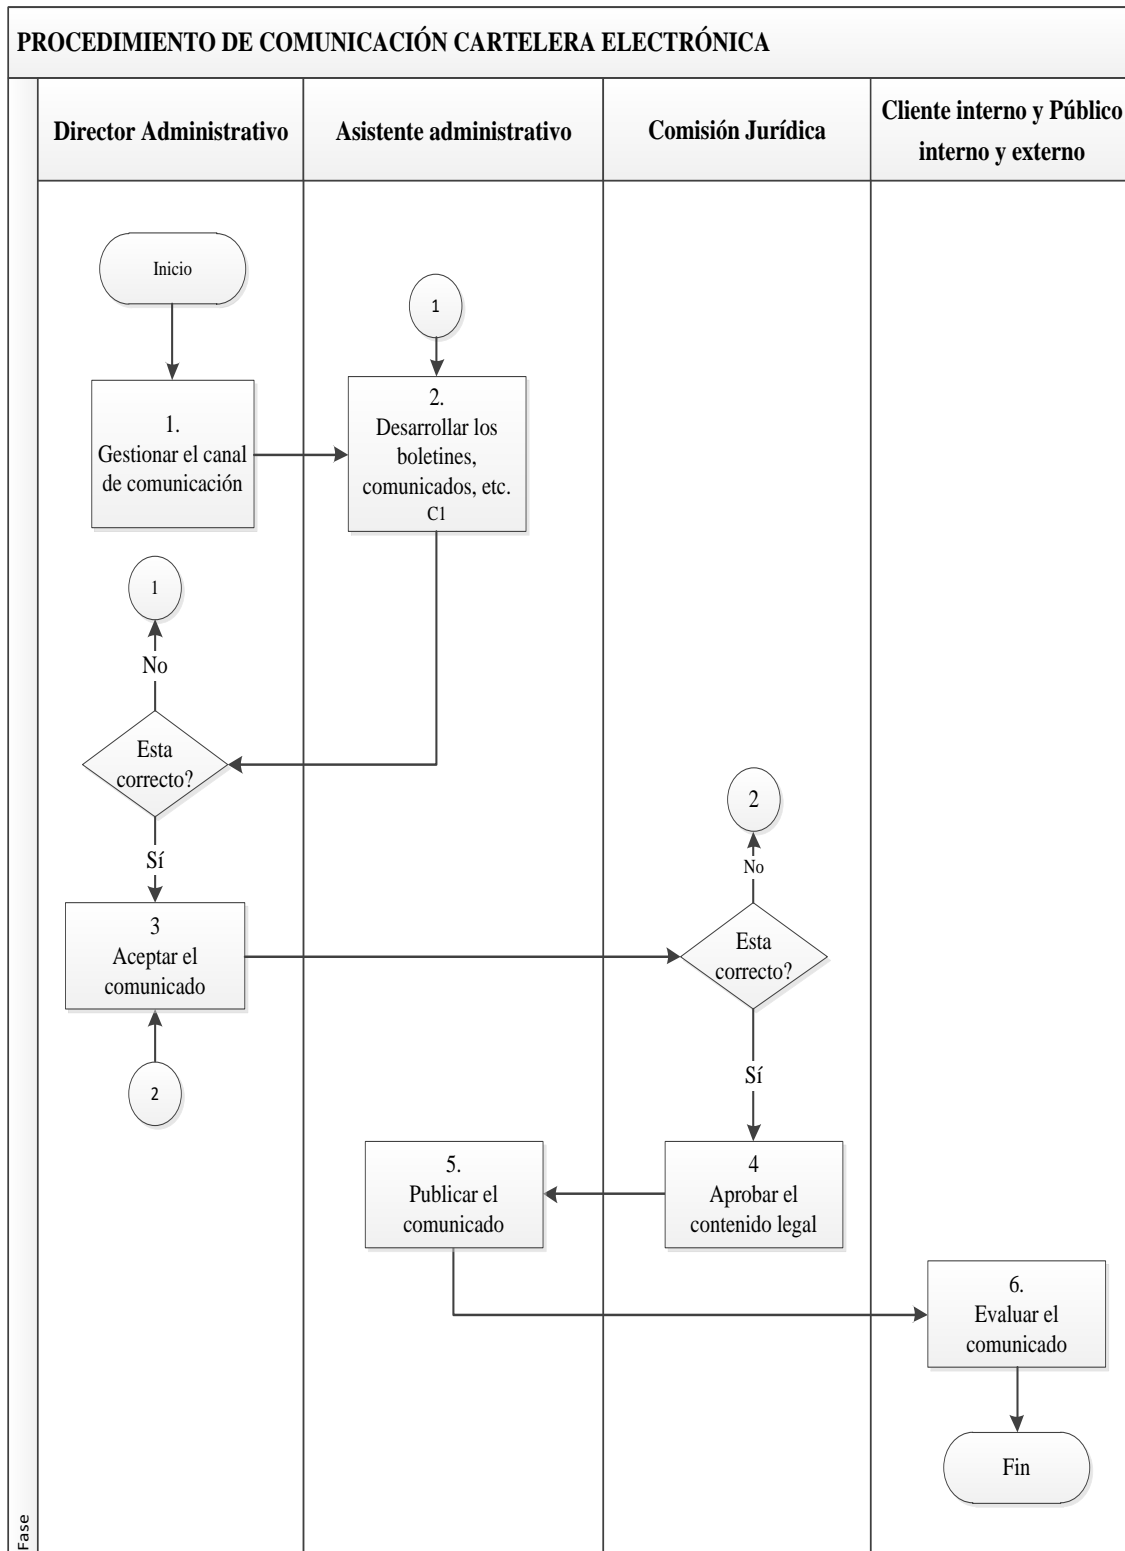 PROCEDIMIENTO DE COMUNICACIÓN CARTELERA ELECTRÓNICA
Director Administrativo
Asistente administrativo
Comisión Jurídica
Cliente interno y Público
interno y externo
Inicio
1
1.
Gestionar el canal
de comunicación
2.
Desarrollar los
boletines,
comunicados, etc.
C1
1
No
Esta
correcto?
Sí
2
No
3
Aceptar el
comunicado
Esta
correcto?
2
Sí
5.
Publicar el
comunicado
4
Aprobar el
contenido legal
6.
Evaluar el
comunicado
Fin
Fase